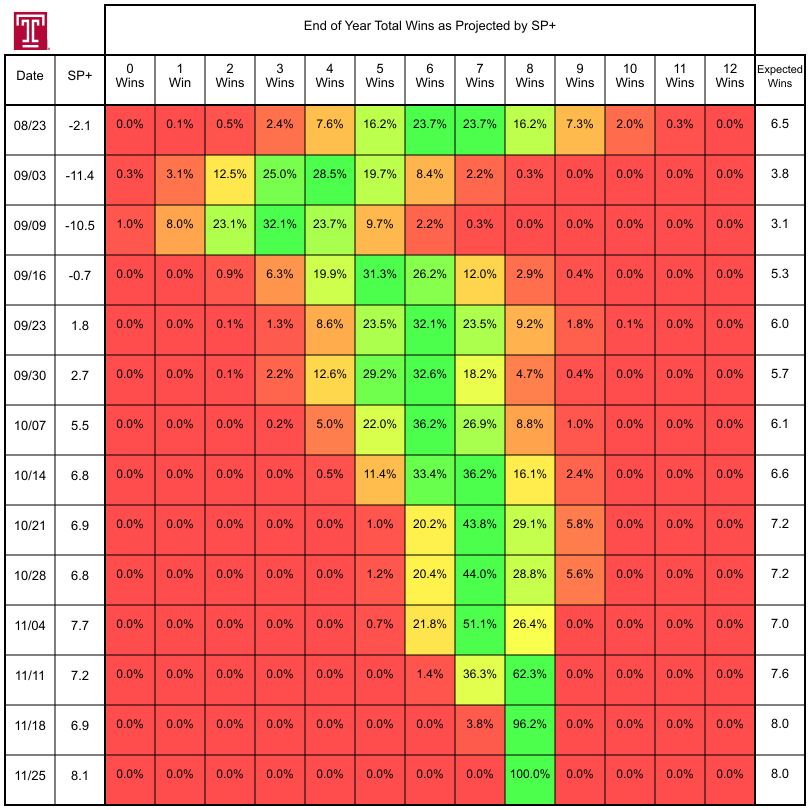 T
End of Year Total Wins as Projected by SP+
Date SP+ 0 Wins 1 Win 2 Wins 3 Wins 4 Wins 5 Wins 6 Wins 7 Wins 8 Wins 9 Wins 10 Wins 11 Wins 12 Wins Expected Wins
08/23 -2.1 0.0% 0.1% 0.5% 2.4% 7.6% 16.2% 23.7% 23.7% 16.2% 7.3% 2.0% 0.3% 0.0% 6.5
09/03 -11.4 0.3% 3.1% 12.5% 25.0% 28.5% 19.7% 8.4% 2.2% 0.3% 0.0% 0.0% 0.0% 0.0% 3.8
09/09 -10.5 1.0% 8.0% 23.1% 32.1% 23.7% 9.7% 2.2% 0.3% 0.0% 0.0% 0.0% 0.0% 0.0% 3.1
09/16 -0.7 0.0% 0.0% 0.9% 6.3% 19.9% 31.3% 26.2% 12.0% 2.9% 0.4% 0.0% 0.0% 0.0% 5.3
09/23 1.8 0.0% 0.0% 0.1% 1.3% 8.6% 23.5% 32.1% 23.5% 9.2% 1.8% 0.1% 0.0% 0.0% 6.0
09/30 2.7 0.0% 0.0% 0.1% 2.2% 12.6% 29.2% 32.6% 18.2% 4.7% 0.4% 0.0% 0.0% 0.0% 5.7
10/07 5.5 0.0% 0.0% 0.0% 0.2% 5.0% 22.0% 36.2% 26.9% 8.8% 1.0% 0.0% 0.0% 0.0% 6.1
10/14 6.8 0.0% 0.0% 0.0% 0.0% 0.5% 11.4% 33.4% 36.2% 16.1% 2.4% 0.0% 0.0% 0.0% 6.6
10/21 6.9 0.0% 0.0% 0.0% 0.0% 0.0% 1.0% 20.2% 43.8% 29.1% 5.8% 0.0% 0.0% 0.0% 7.2
10/28 6.8 0.0% 0.0% 0.0% 0.0% 0.0% 1.2% 20.4% 44.0% 28.8% 5.6% 0.0% 0.0% 0.0% 7.2
11/04 7.7 0.0% 0.0% 0.0% 0.0% 0.0% 0.7% 21.8% 51.1% 26.4% 0.0% 0.0% 0.0% 0.0% 7.0
11/11 7.2 0.0% 0.0% 0.0% 0.0% 0.0% 0.0% 1.4% 36.3% 62.3% 0.0% 0.0% 0.0% 0.0% 7.6
11/18 6.9 0.0% 0.0% 0.0% 0.0% 0.0% 0.0% 0.0% 3.8% 96.2% 0.0% 0.0% 0.0% 0.0% 8.0
11/25 8.1 0.0% 0.0% 0.0% 0.0% 0.0% 0.0% 0.0% 0.0% 100.0% 0.0% 0.0% 0.0% 0.0% 8.0